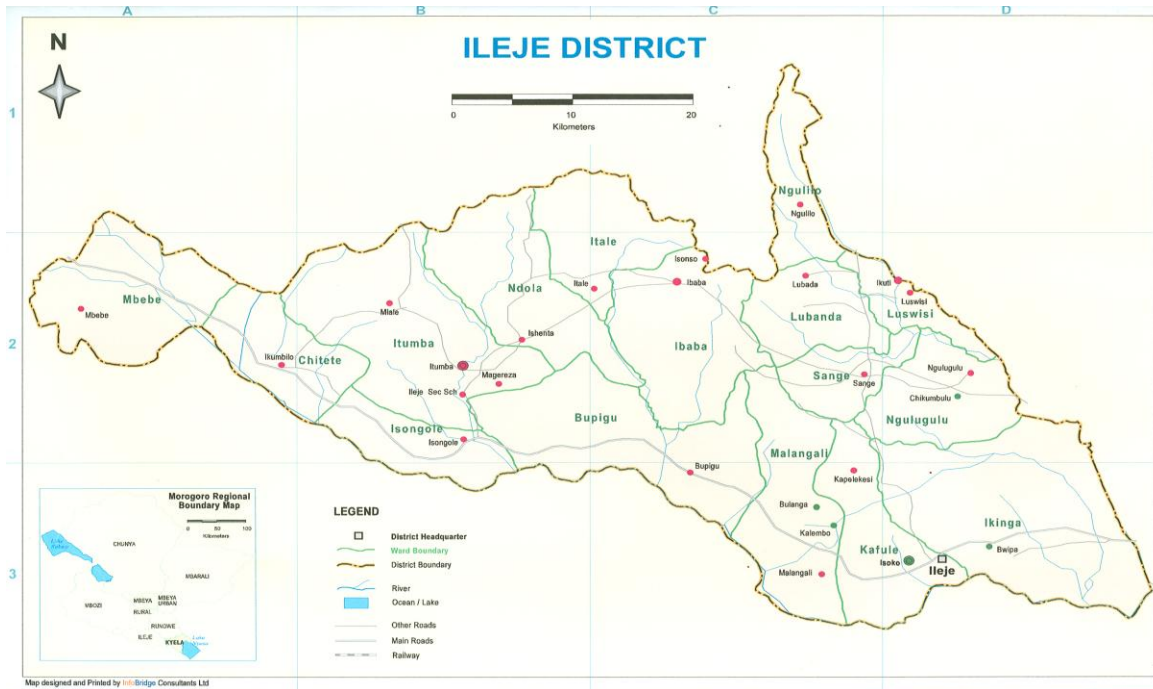 A
B
C
D
N
ILEJE DISTRICT
0
10
20
Kilometers
1
2
3
Ngulilo
Ngulilo
Itale
Isonso
Mbebe
Mbebe
Mlale
Ndola
Itale
Ibaba
Lubada
Ikuti
Luswisi
Luswisi
Lubanda
Itumba
Ishenta
Ibaba
Ikumbilo
Chitete
Itumba
Magereza
Sange
Sange
Ngulugulu
Ileje Sec Sch
Chikumbulu
Bupigu
Ngulugulu
Isongole
Isongole
Malangali
Bupigu
Kapelekesi
Bulanga
Kalembo
Ikinga
Kafule
Isoko
Bwipa
Ileje
Malangali
Morogoro Regional
Boundary Map
0
50
100
Kilometers
CHUNYA
MBARALI
MBOZI
MBEYA
RURAL
MBEYA
URBAN
RUNGWE
ILEJE
KYELA
Lake
LEGEND
District Headquarter
Ward Boundary
District Boundary
River
Ocean / Lake
Other Roads
Main Roads
Railway
Map designed and Printed by InfoBridge Consultants Ltd